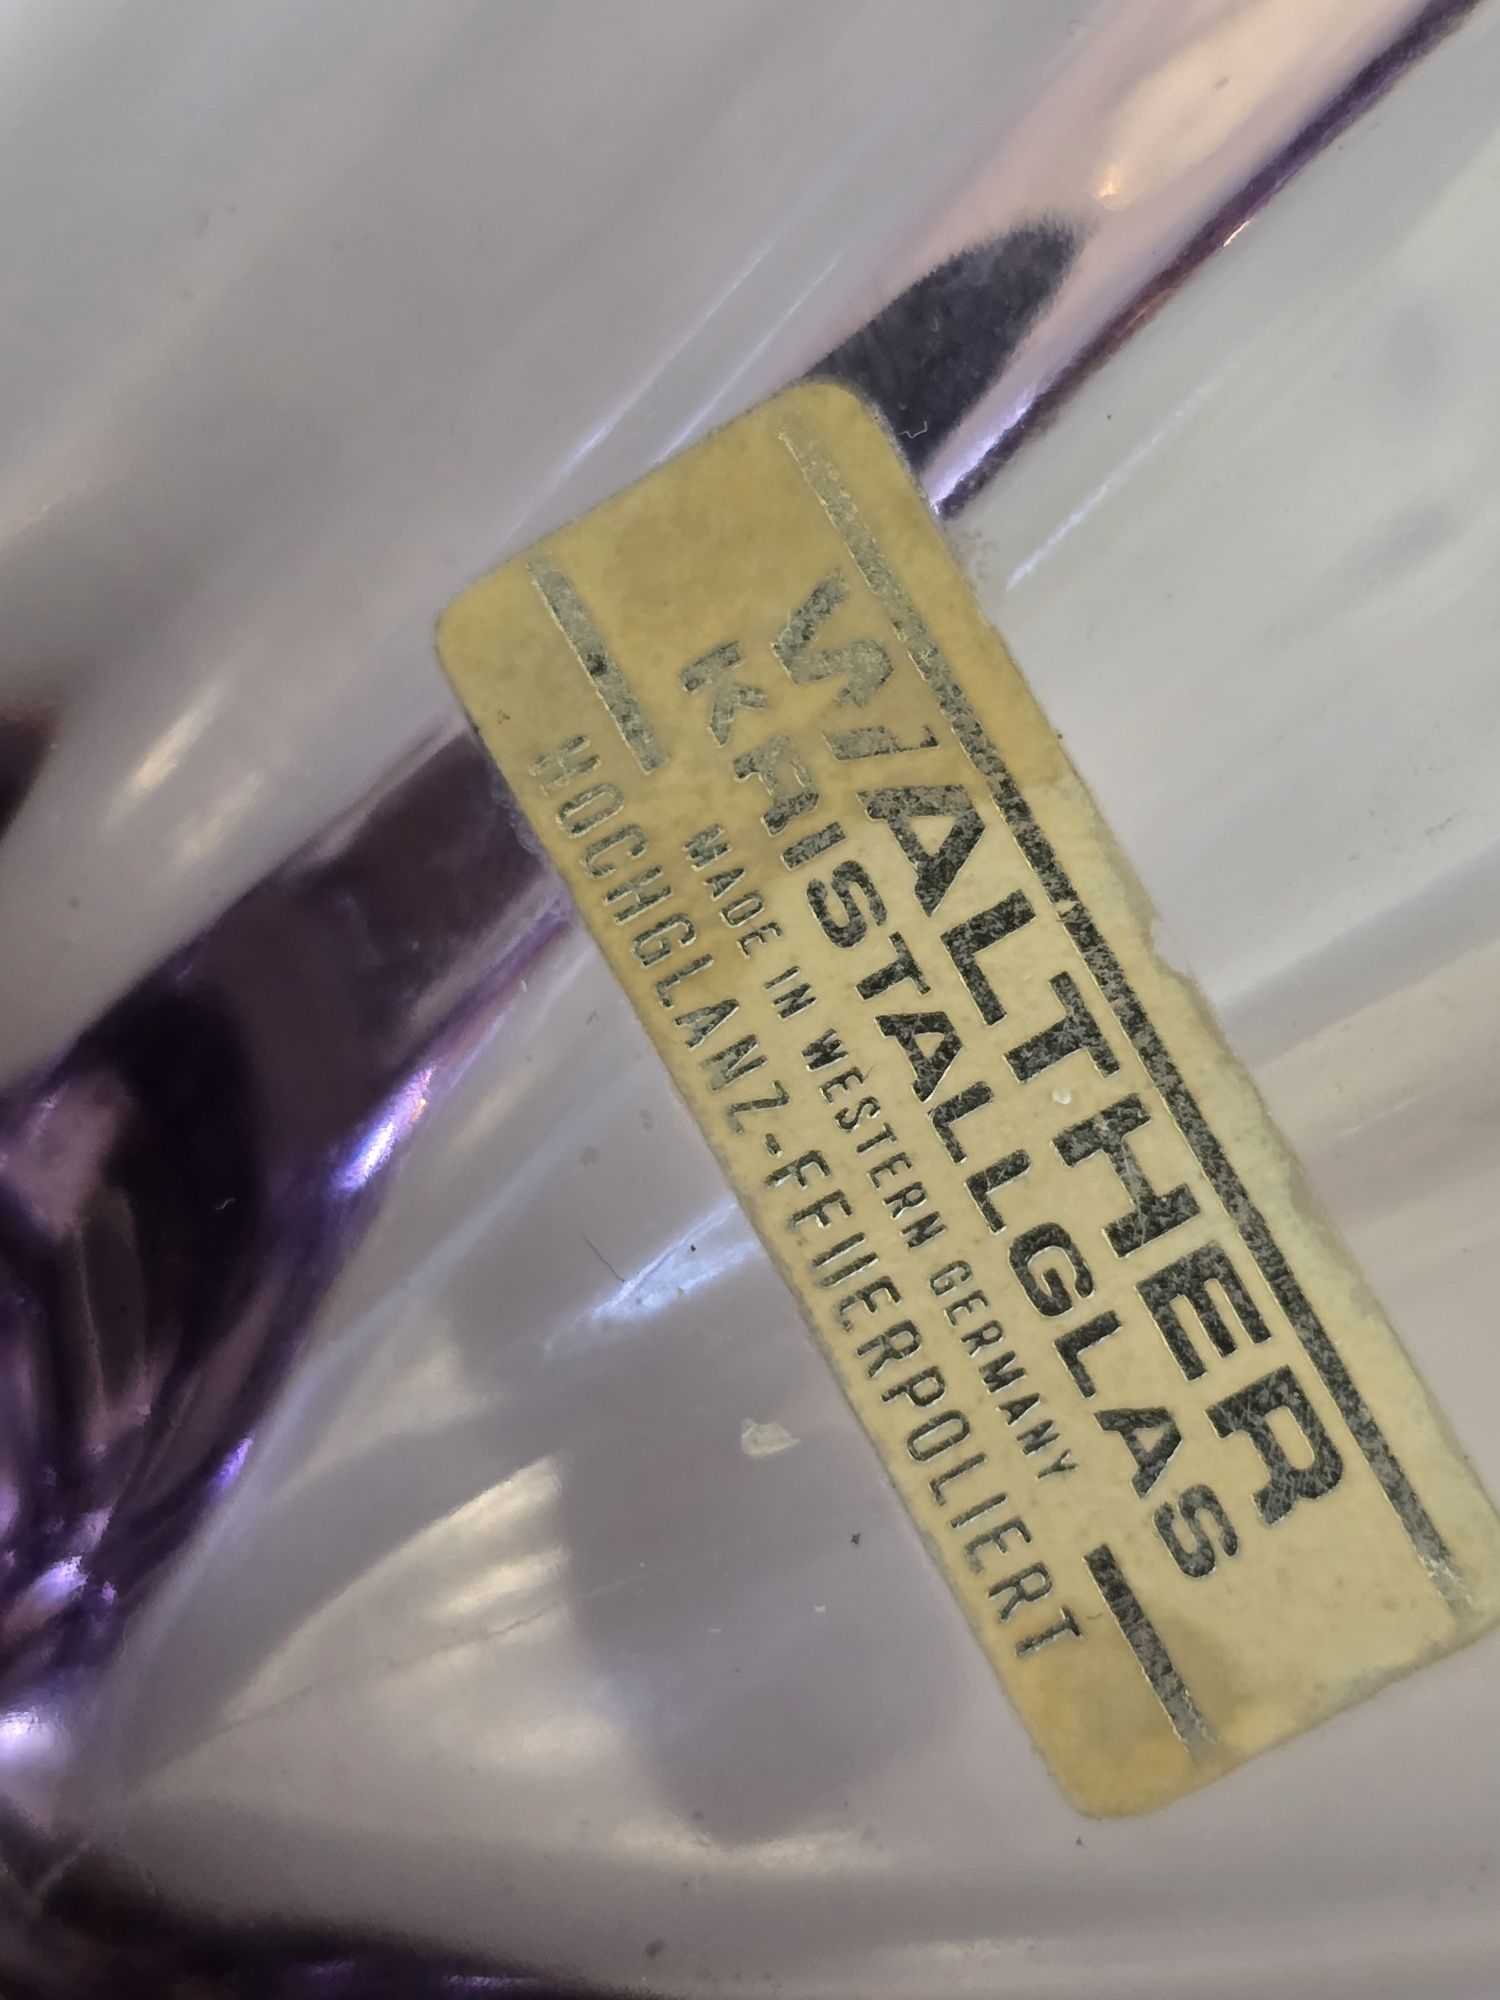 WALTHER
KRISTALLGLAS
MADE IN WESTERN GERMANY
HOCHGLANZ-FEUERPOLIERT